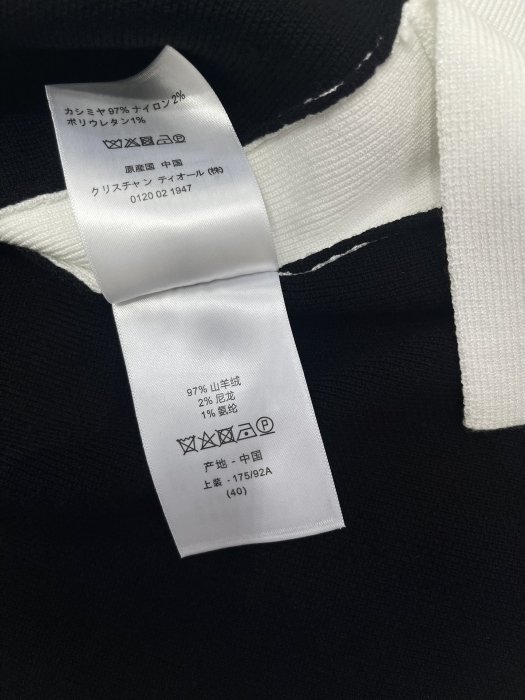 カシミヤ 97% ナイロン 2%
ポリウレタン 1%
原産国 中国
クリスチャン ディオール (株)
0120 02 1947
97% 山羊绒
2% 尼龙
1% 氨纶
产地 - 中国
上装 - 175/92A
(40)